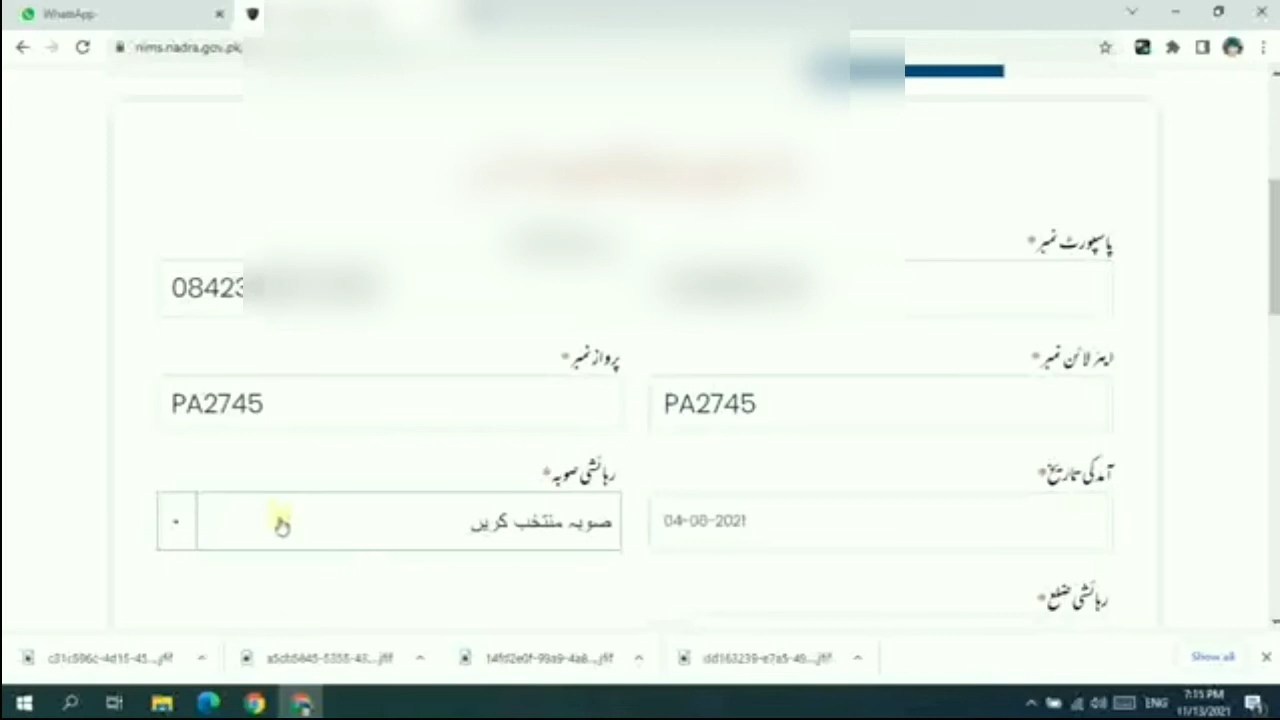 WhatsApp
nims.nadra.gov.pk
پاسپورٹ نمبر*
08423
ایئر لائن نمبر*
پرواز نمبر*
PA2745
PA2745
آمد کی تاریخ*
رہائشی صوبہ*
04-08-2021
صوبہ منتخب کریں
رہائشی ضلع*
Show all
ENG
7:15 PM
11/13/2021